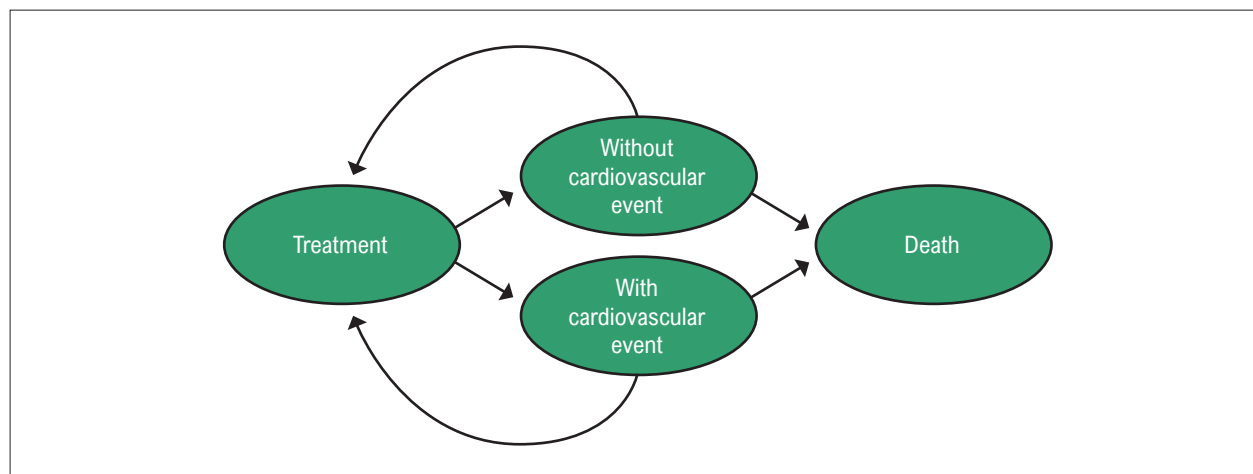 Without
cardiovascular
event
Treatment
Death
With
cardiovascular
event